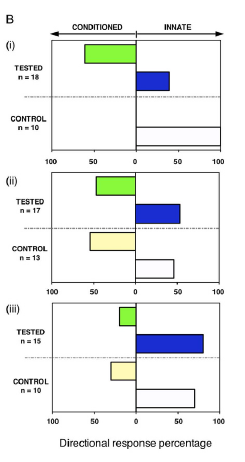 B
CONDITIONED INNATE
(i)
TESTED
n = 18
CONTROL
n = 10
100 50 0 50 100
(ii)
TESTED
n = 17
CONTROL
n = 13
100 50 0 50 100
(iii)
TESTED
n = 15
CONTROL
n = 10
100 50 0 50 100
Directional response percentage